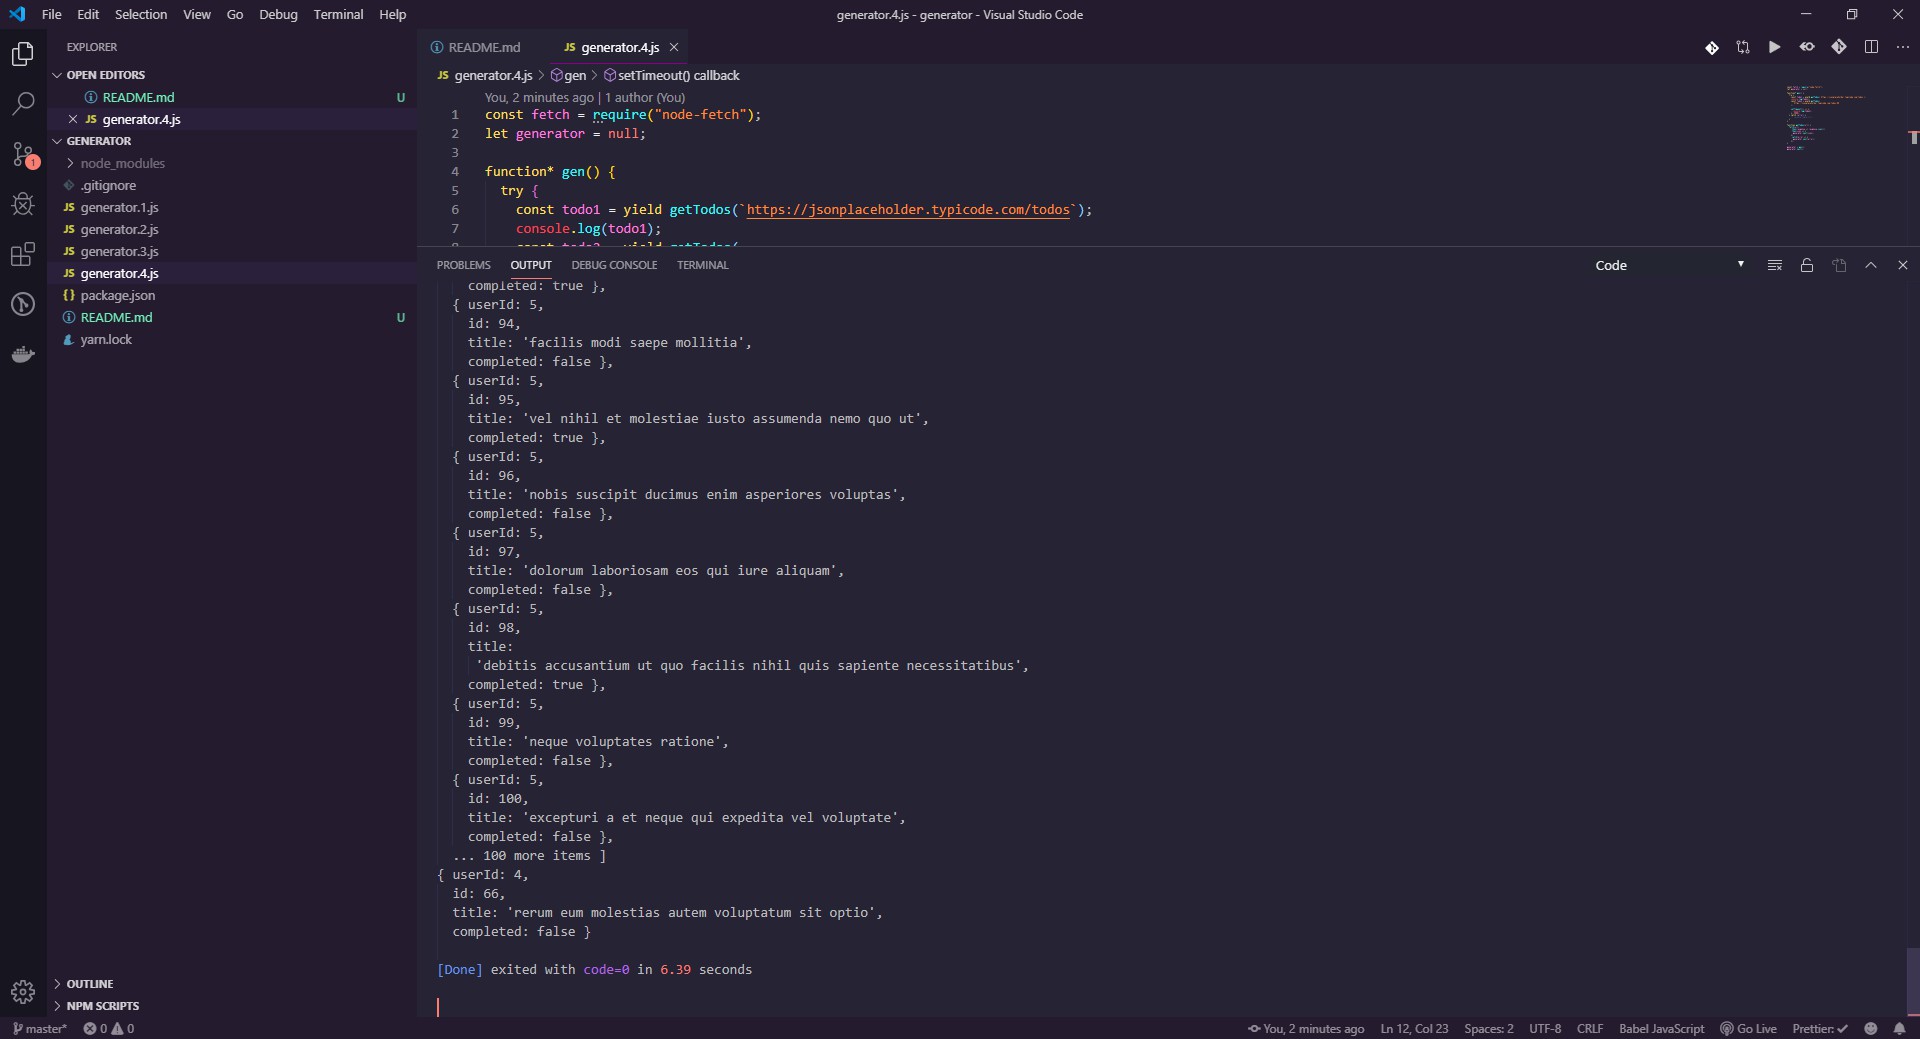 File Edit Selection View Go Debug Terminal Help
generator.4.js - generator - Visual Studio Code
EXPLORER
OPEN EDITORS
README.md U
JS generator.4.js
GENERATOR
node_modules
.gitignore
JS generator.1.js
JS generator.2.js
JS generator.3.js
JS generator.4.js
{} package.json
README.md U
yarn.lock
OUTLINE
NPM SCRIPTS
1
README.md JS generator.4.js
JS generator.4.js > gen > setTimeout() callback
You, 2 minutes ago | 1 author (You)
1 const fetch = require("node-fetch");
2 let generator = null;
3
4 function* gen() {
5 try {
6 const todo1 = yield getTodos(`https://jsonplaceholder.typicode.com/todos`);
7 console.log(todo1);
PROBLEMS OUTPUT DEBUG CONSOLE TERMINAL
Code
completed: true },
{ userId: 5,
id: 94,
title: 'facilis modi saepe mollitia',
completed: false },
{ userId: 5,
id: 95,
title: 'vel nihil et molestiae iusto assumenda nemo quo ut',
completed: true },
{ userId: 5,
id: 96,
title: 'nobis suscipit ducimus enim asperiores voluptas',
completed: false },
{ userId: 5,
id: 97,
title: 'dolorum laboriosam eos qui iure aliquam',
completed: false },
{ userId: 5,
id: 98,
title:
'debitis accusantium ut quo facilis nihil quis sapiente necessitatibus',
completed: true },
{ userId: 5,
id: 99,
title: 'neque voluptates ratione',
completed: false },
{ userId: 5,
id: 100,
title: 'excepturi a et neque qui expedita vel voluptate',
completed: false },
... 100 more items ]
{ userId: 4,
id: 66,
title: 'rerum eum molestias autem voluptatum sit optio',
completed: false }
[Done] exited with code=0 in 6.39 seconds
master* 0 0
You, 2 minutes ago Ln 12, Col 23 Spaces: 2 UTF-8 CRLF Babel JavaScript Go Live Prettier: ✓